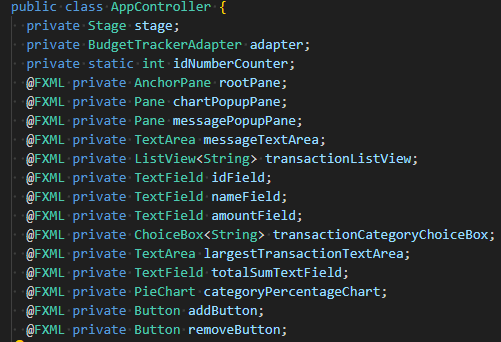 public class AppController {
private Stage stage;
private BudgetTrackerAdapter adapter;
private static int idNumberCounter;
@FXML private AnchorPane rootPane;
@FXML private Pane chartPopupPane;
@FXML private Pane messagePopupPane;
@FXML private TextArea messageTextArea;
@FXML private ListView<String> transactionListView;
@FXML private TextField idField;
@FXML private TextField nameField;
@FXML private TextField amountField;
@FXML private ChoiceBox<String> transactionCategoryChoiceBox;
@FXML private TextArea largestTransactionTextArea;
@FXML private TextField totalSumTextField;
@FXML private PieChart categoryPercentageChart;
@FXML private Button addButton;
@FXML private Button removeButton;